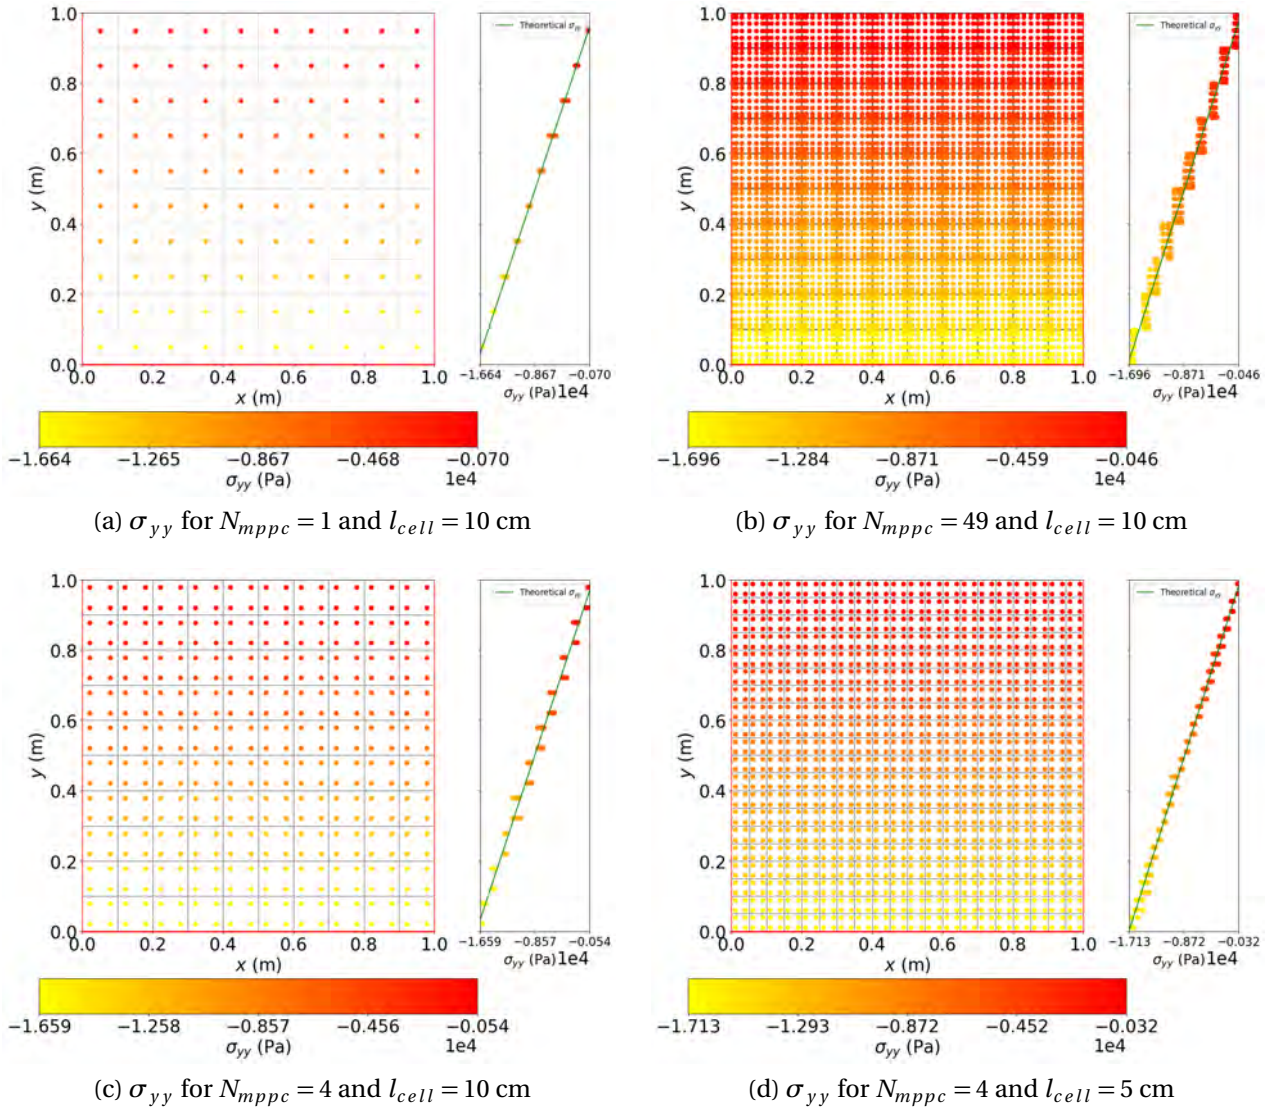 1.0
0.8
0.6
0.4
0.2
0.0
y (m)
0.0 0.2 0.4 0.6 0.8 1.0
x (m)
Theoretical σ_yy
−1.664 −0.867 −0.070
σ_yy (Pa) 1e4
−1.664 −1.265 −0.867 −0.468 −0.070
σ_yy (Pa) 1e4
(a) σ_yy for N_mppc = 1 and l_cell = 10 cm
1.0
0.8
0.6
0.4
0.2
0.0
y (m)
0.0 0.2 0.4 0.6 0.8 1.0
x (m)
Theoretical σ_yy
−1.696 −0.871 −0.046
σ_yy (Pa) 1e4
−1.696 −1.284 −0.871 −0.459 −0.046
σ_yy (Pa) 1e4
(b) σ_yy for N_mppc = 49 and l_cell = 10 cm
1.0
0.8
0.6
0.4
0.2
0.0
y (m)
0.0 0.2 0.4 0.6 0.8 1.0
x (m)
Theoretical σ_yy
−1.659 −0.857 −0.054
σ_yy (Pa) 1e4
−1.659 −1.258 −0.857 −0.456 −0.054
σ_yy (Pa) 1e4
(c) σ_yy for N_mppc = 4 and l_cell = 10 cm
1.0
0.8
0.6
0.4
0.2
0.0
y (m)
0.0 0.2 0.4 0.6 0.8 1.0
x (m)
Theoretical σ_yy
−1.713 −0.872 −0.032
σ_yy (Pa) 1e4
−1.713 −1.293 −0.872 −0.452 −0.032
σ_yy (Pa) 1e4
(d) σ_yy for N_mppc = 4 and l_cell = 5 cm